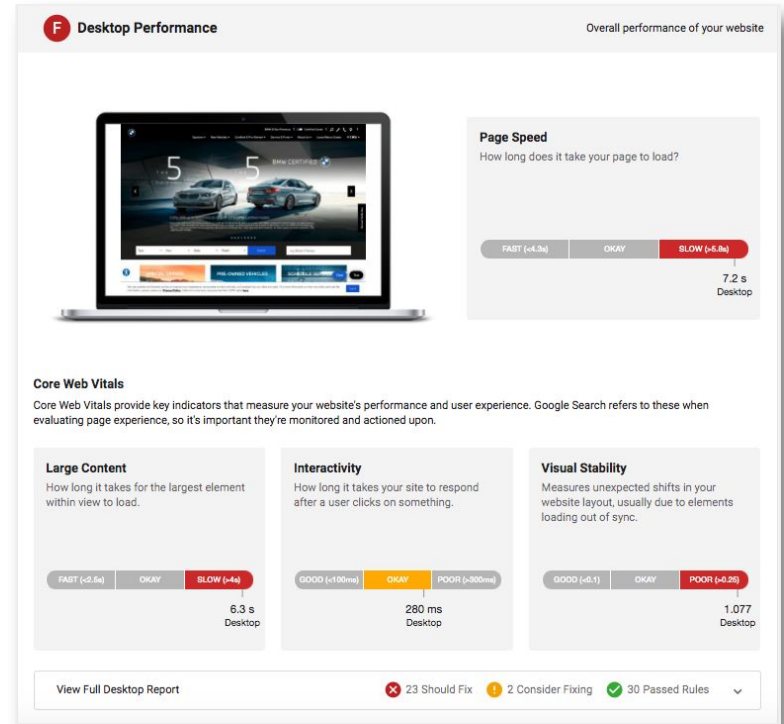 F Desktop Performance
Overall performance of your website
THE 5
THE 5
BMW CERTIFIED
SPECIAL OFFERS
PRE-OWNED VEHICLES
Page Speed
How long does it take your page to load?
FAST (<4.3s) OKAY SLOW (>5.8s)
7.2 s
Desktop
Core Web Vitals
Core Web Vitals provide key indicators that measure your website's performance and user experience. Google Search refers to these when
evaluating page experience, so it's important they're monitored and actioned upon.
Large Content
How long it takes for the largest element
within view to load.
FAST (<2.5s) OKAY SLOW (>4s)
6.3 s
Desktop
Interactivity
How long it takes your site to respond
after a user clicks on something.
GOOD (<100ms) OKAY POOR (>300ms)
280 ms
Desktop
Visual Stability
Measures unexpected shifts in your
website layout, usually due to elements
loading out of sync.
GOOD (<0.1) OKAY POOR (>0.25)
1.077
Desktop
View Full Desktop Report
23 Should Fix
2 Consider Fixing
30 Passed Rules